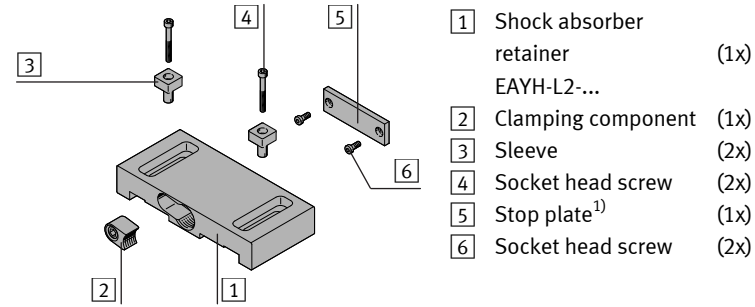 4
5
3
6
2
1
1 Shock absorber
retainer (1x)
EAYH-L2-...
2 Clamping component (1x)
3 Sleeve (2x)
4 Socket head screw (2x)
5 Stop plate1) (1x)
6 Socket head screw (2x)